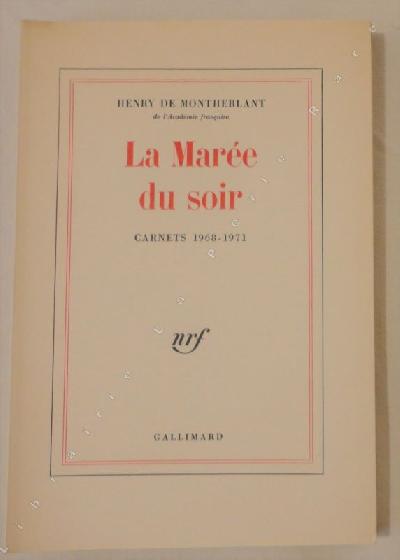 HENRY DE MONTHERLANT
de l'Académie française
La Marée
du soir
CARNETS 1968-1971
nrf
GALLIMARD